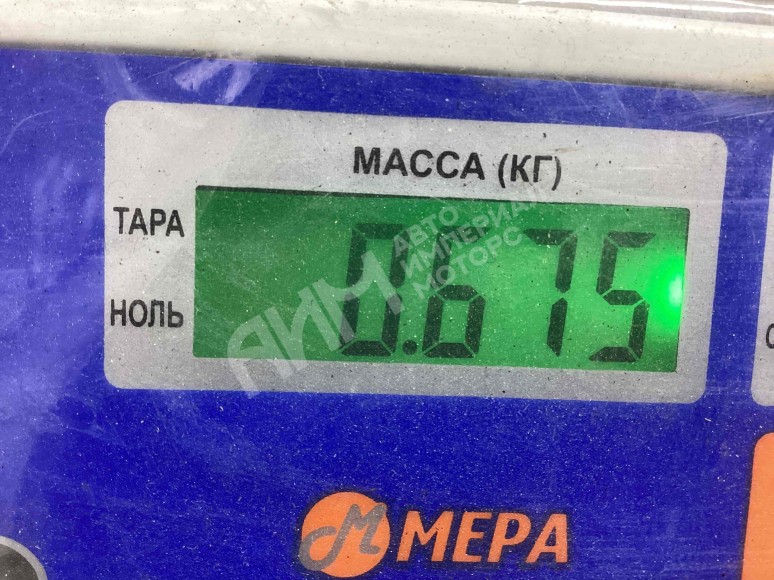 МАССА (КГ)
ТАРА
0.675
НОЛЬ
АИМ
АВТО
ИМПЕРИАЛ
МОТОРС
М МЕРА